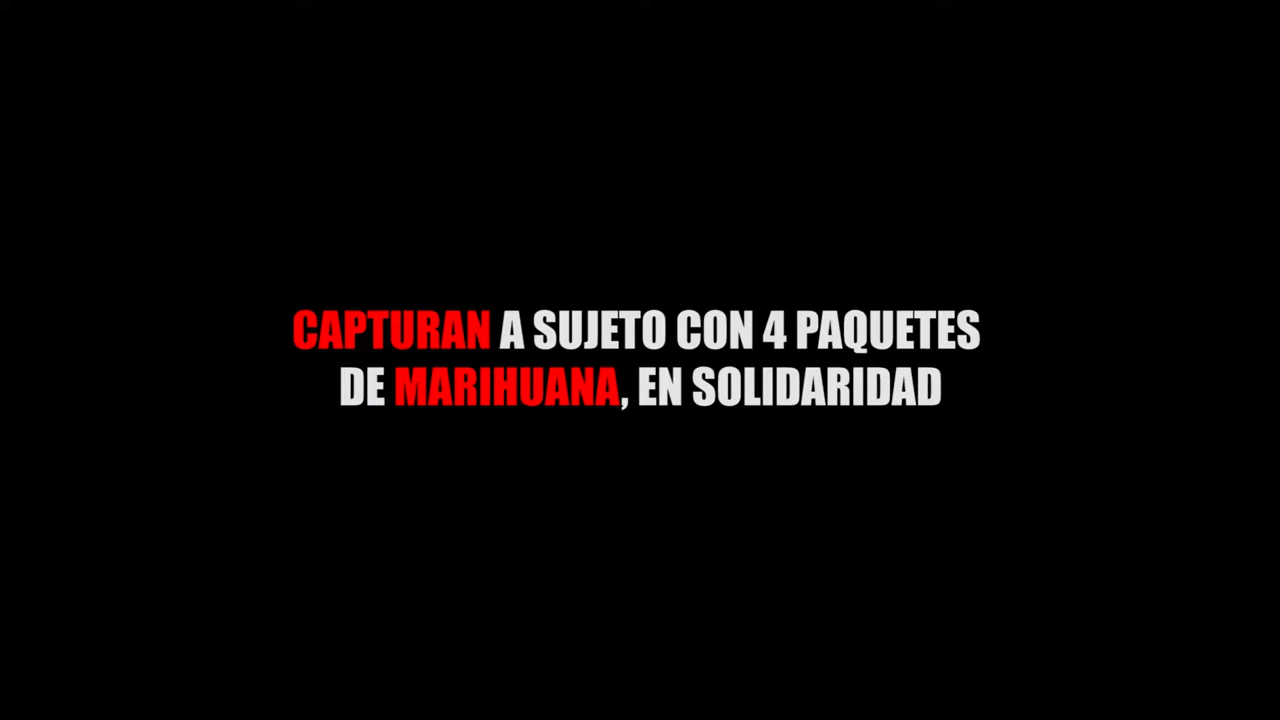 CAPTURAN A SUJETO CON 4 PAQUETES
DE MARIHUANA, EN SOLIDARIDAD